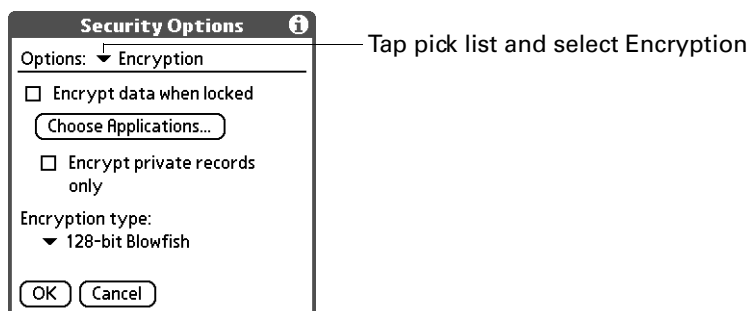 Security Options
Options: Encryption
Tap pick list and select Encryption
Encrypt data when locked
Choose Applications...
Encrypt private records
only
Encryption type:
128-bit Blowfish
OK Cancel